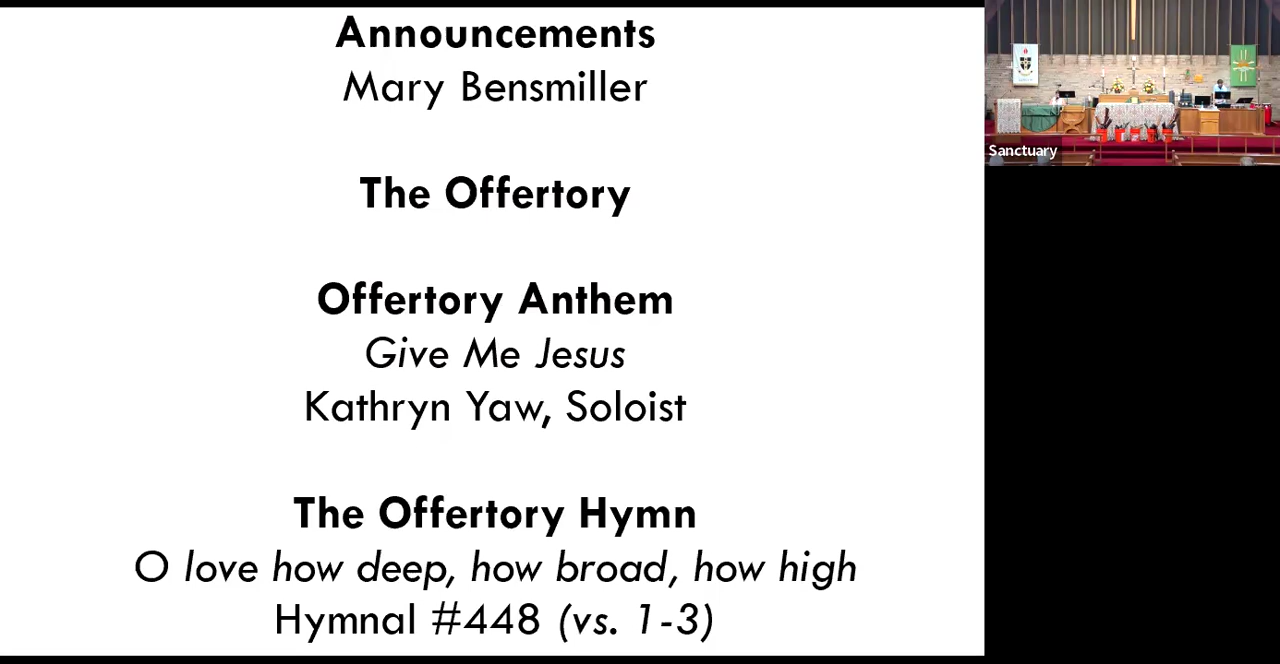 Announcements
Mary Bensmiller
The Offertory
Offertory Anthem
Give Me Jesus
Kathryn Yaw, Soloist
The Offertory Hymn
O love how deep, how broad, how high
Hymnal #448 (vs. 1-3)
Sanctuary